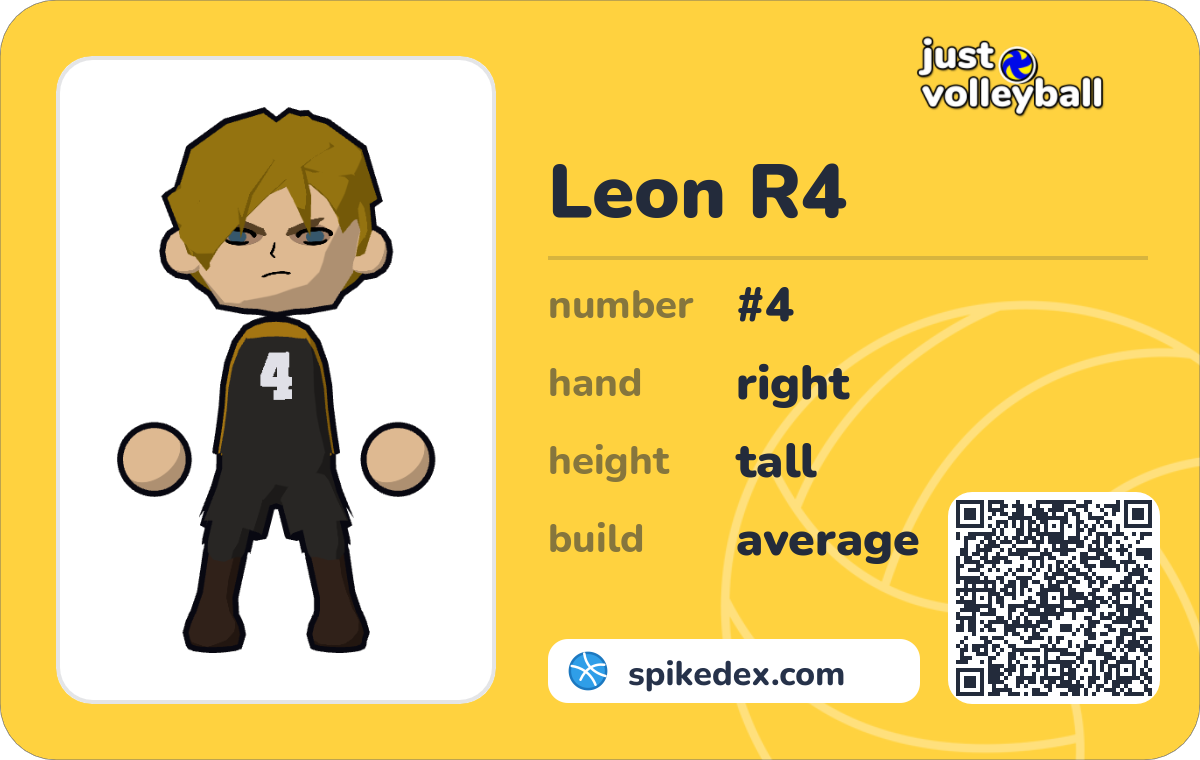 just
volleyball
Leon R4
number #4
hand right
height tall
build average
4
spikedex.com